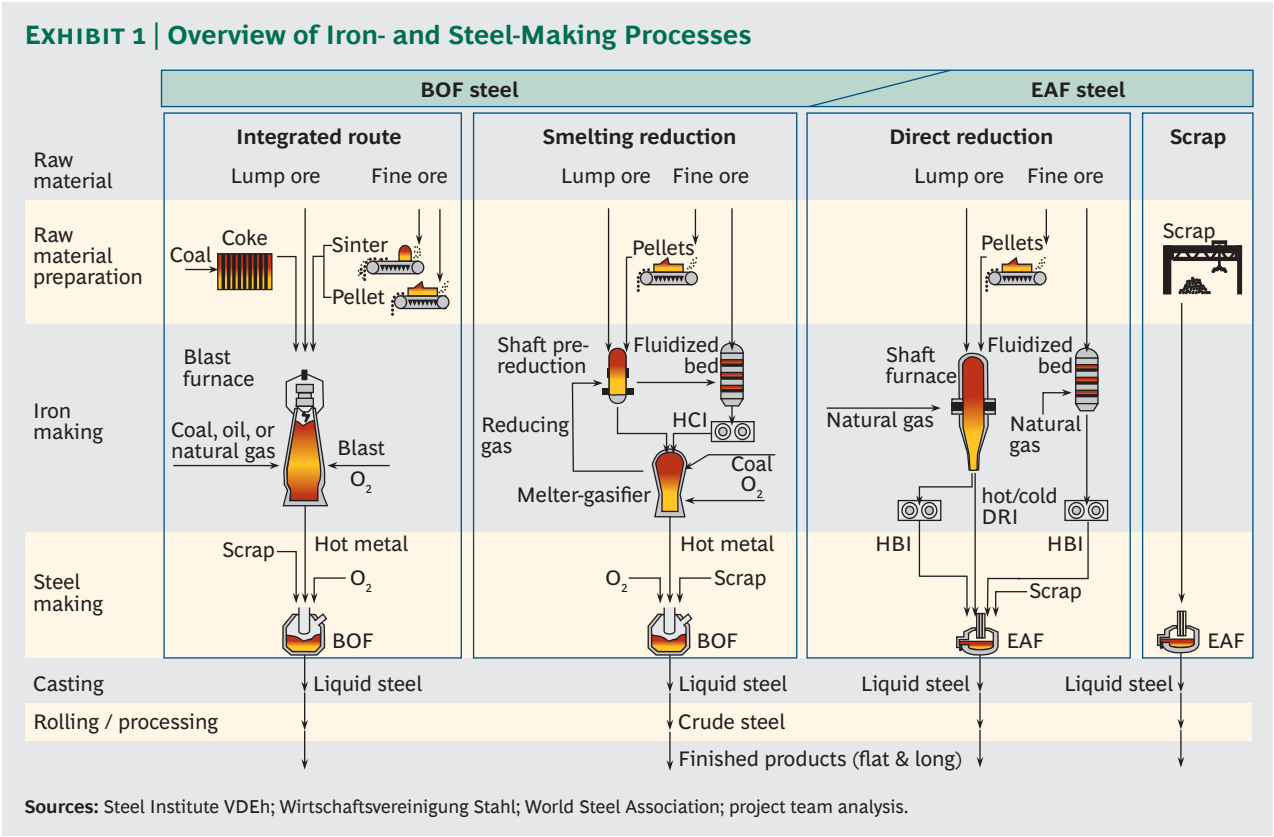 EXHIBIT 1 | Overview of Iron- and Steel-Making Processes
BOF steel
EAF steel
Integrated route
Smelting reduction
Direct reduction
Scrap
Raw
material
Lump ore
Fine ore
Lump ore
Fine ore
Lump ore
Fine ore
Raw
material
preparation
Coal
Coke
Sinter
Pellet
Pellets
Pellets
Scrap
Iron
making
Blast
furnace
Coal, oil, or
natural gas
Blast
O2
Shaft pre-
reduction
Fluidized
bed
Reducing
gas
HCI
Coal
O2
Melter-gasifier
Shaft
furnace
Fluidized
bed
Natural gas
Natural
gas
hot/cold
DRI
HBI
HBI
Steel
making
Scrap
Hot metal
O2
BOF
Hot metal
O2
Scrap
BOF
Scrap
EAF
EAF
Casting
Liquid steel
Liquid steel
Liquid steel
Liquid steel
Rolling / processing
Crude steel
Finished products (flat & long)
Sources: Steel Institute VDEh; Wirtschaftsvereinigung Stahl; World Steel Association; project team analysis.